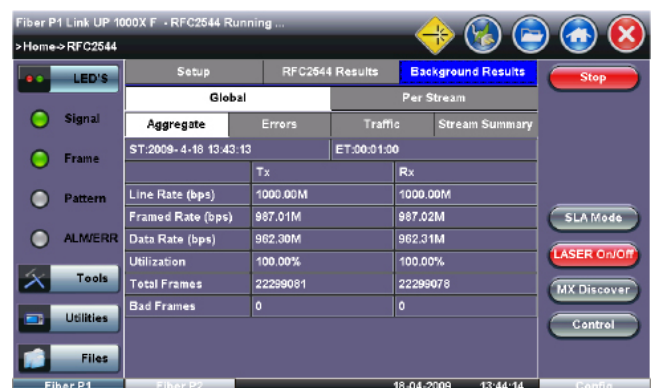 Fiber P1 Link UP 1000X F - RFC2544 Running ...
>Home->RFC2544
LED'S
Signal
Frame
Pattern
ALM/ERR
Tools
Utilities
Files
Setup RFC2544 Results Background Results
Global Per Stream
Aggregate Errors Traffic Stream Summary
ST:2009- 4-18 13:43:13 ET:00:01:00
Tx Rx
Line Rate (bps) 1000.00M 1000.00M
Framed Rate (bps) 987.01M 987.02M
Data Rate (bps) 962.30M 962.31M
Utilization 100.00% 100.00%
Total Frames 22299081 22299078
Bad Frames 0 0
Stop
SLA Mode
LASER On/Off
MX Discover
Control
Fiber P1 Fiber P2 18-04-2009 13:44:14 Config